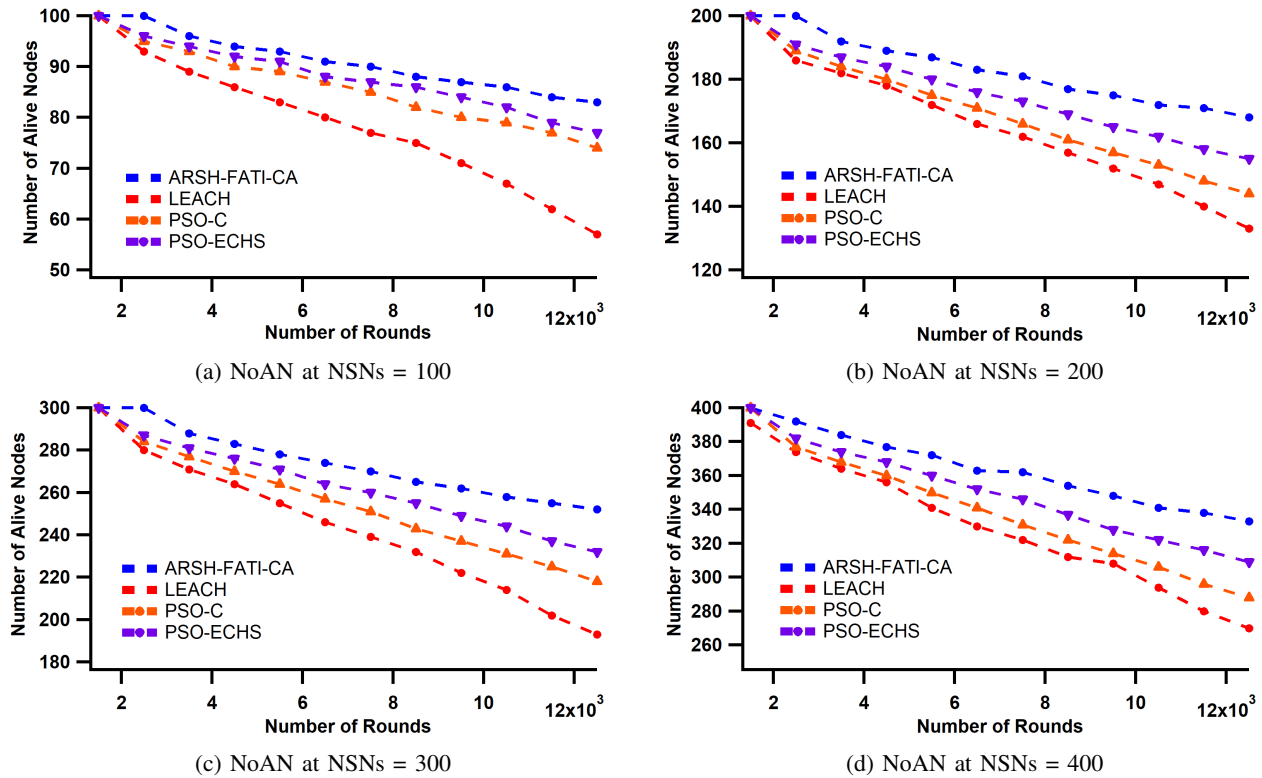 100
90
80
70
60
50
Number of Alive Nodes
ARSH-FATI-CA
LEACH
PSO-C
PSO-ECHS
2 4 6 8 10 12x10³
Number of Rounds
(a) NoAN at NSNs = 100
200
180
160
140
120
Number of Alive Nodes
ARSH-FATI-CA
LEACH
PSO-C
PSO-ECHS
2 4 6 8 10 12x10³
Number of Rounds
(b) NoAN at NSNs = 200
300
280
260
240
220
200
180
Number of Alive Nodes
ARSH-FATI-CA
LEACH
PSO-C
PSO-ECHS
2 4 6 8 10 12x10³
Number of Rounds
(c) NoAN at NSNs = 300
400
380
360
340
320
300
280
260
Number of Alive Nodes
ARSH-FATI-CA
LEACH
PSO-C
PSO-ECHS
2 4 6 8 10 12x10³
Number of Rounds
(d) NoAN at NSNs = 400